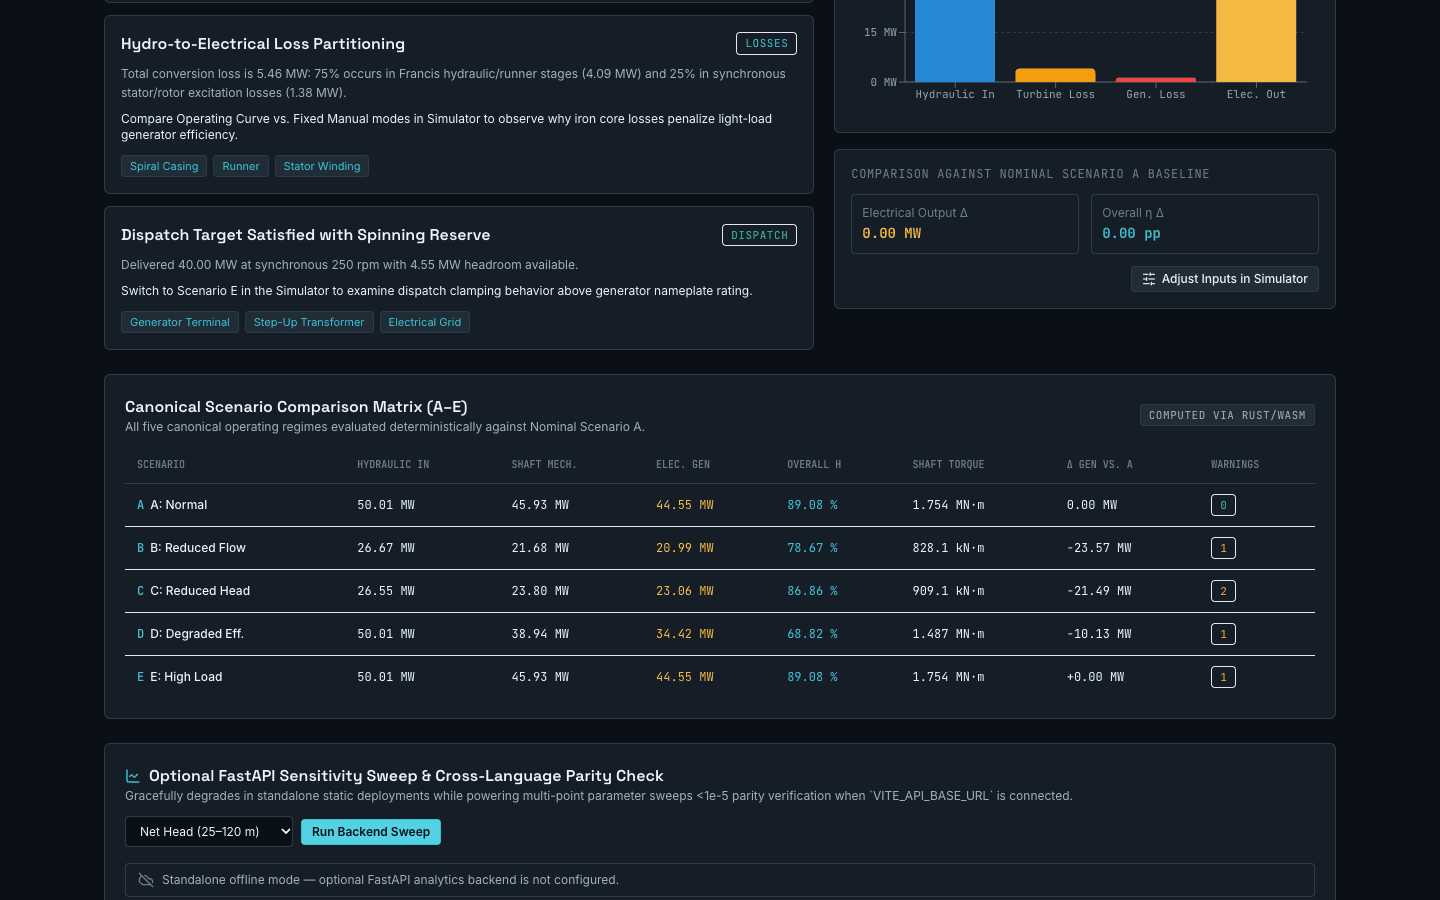 Hydro-to-Electrical Loss Partitioning
LOSSES
Total conversion loss is 5.46 MW: 75% occurs in Francis hydraulic/runner stages (4.09 MW) and 25% in synchronous
stator/rotor excitation losses (1.38 MW).
Compare Operating Curve vs. Fixed Manual modes in Simulator to observe why iron core losses penalize light-load
generator efficiency.
Spiral Casing Runner Stator Winding
Dispatch Target Satisfied with Spinning Reserve
DISPATCH
Delivered 40.00 MW at synchronous 250 rpm with 4.55 MW headroom available.
Switch to Scenario E in the Simulator to examine dispatch clamping behavior above generator nameplate rating.
Generator Terminal Step-Up Transformer Electrical Grid
15 MW
0 MW
Hydraulic In Turbine Loss Gen. Loss Elec. Out
COMPARISON AGAINST NOMINAL SCENARIO A BASELINE
Electrical Output Δ
0.00 MW
Overall η Δ
0.00 pp
Adjust Inputs in Simulator
Canonical Scenario Comparison Matrix (A–E)
All five canonical operating regimes evaluated deterministically against Nominal Scenario A.
COMPUTED VIA RUST/WASM
SCENARIO HYDRAULIC IN SHAFT MECH. ELEC. GEN OVERALL Η SHAFT TORQUE Δ GEN VS. A WARNINGS
A A: Normal 50.01 MW 45.93 MW 44.55 MW 89.08 % 1.754 MN·m 0.00 MW 0
B B: Reduced Flow 26.67 MW 21.68 MW 20.99 MW 78.67 % 828.1 kN·m -23.57 MW 1
C C: Reduced Head 26.55 MW 23.80 MW 23.06 MW 86.86 % 909.1 kN·m -21.49 MW 2
D D: Degraded Eff. 50.01 MW 38.94 MW 34.42 MW 68.82 % 1.487 MN·m -10.13 MW 1
E E: High Load 50.01 MW 45.93 MW 44.55 MW 89.08 % 1.754 MN·m +0.00 MW 1
Optional FastAPI Sensitivity Sweep & Cross-Language Parity Check
Gracefully degrades in standalone static deployments while powering multi-point parameter sweeps <1e-5 parity verification when `VITE_API_BASE_URL` is connected.
Net Head (25–120 m) Run Backend Sweep
Standalone offline mode — optional FastAPI analytics backend is not configured.